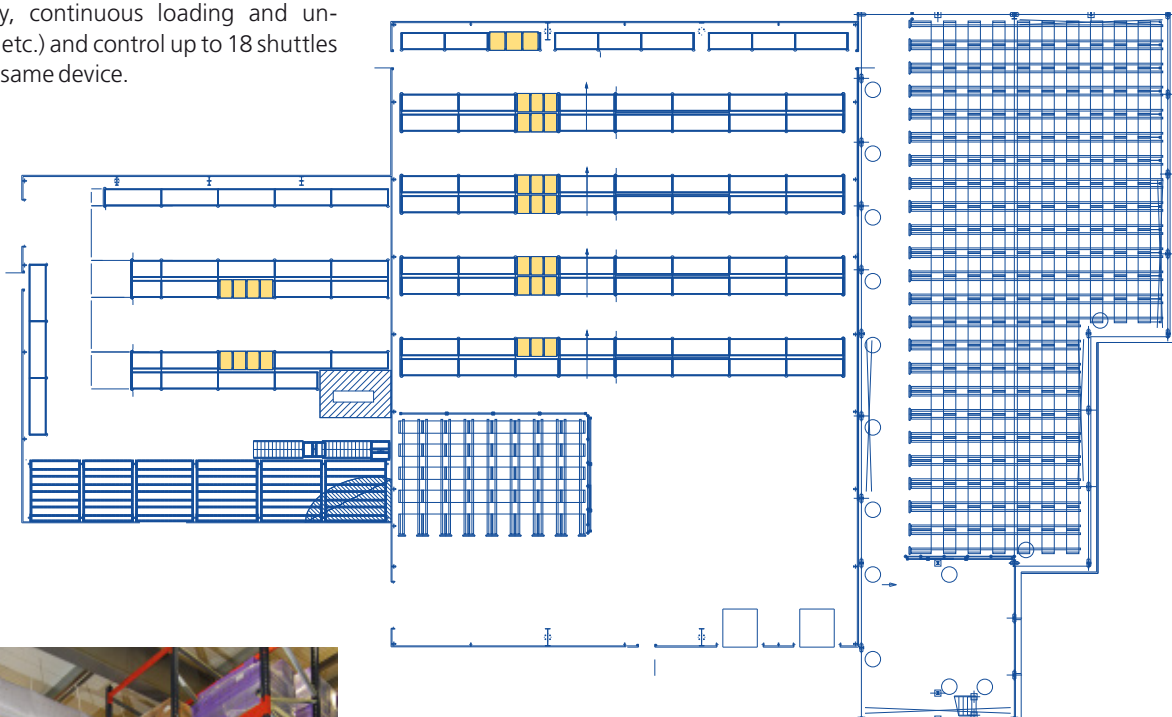 y, continuous loading and un-
etc.) and control up to 18 shuttles
same device.